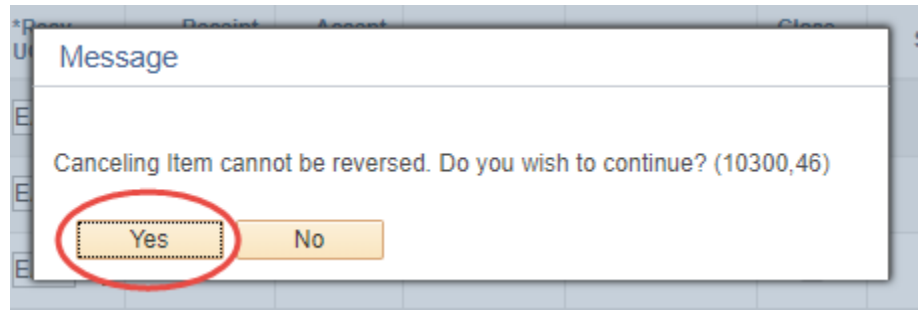 Message
Canceling Item cannot be reversed. Do you wish to continue? (10300,46)
Yes No